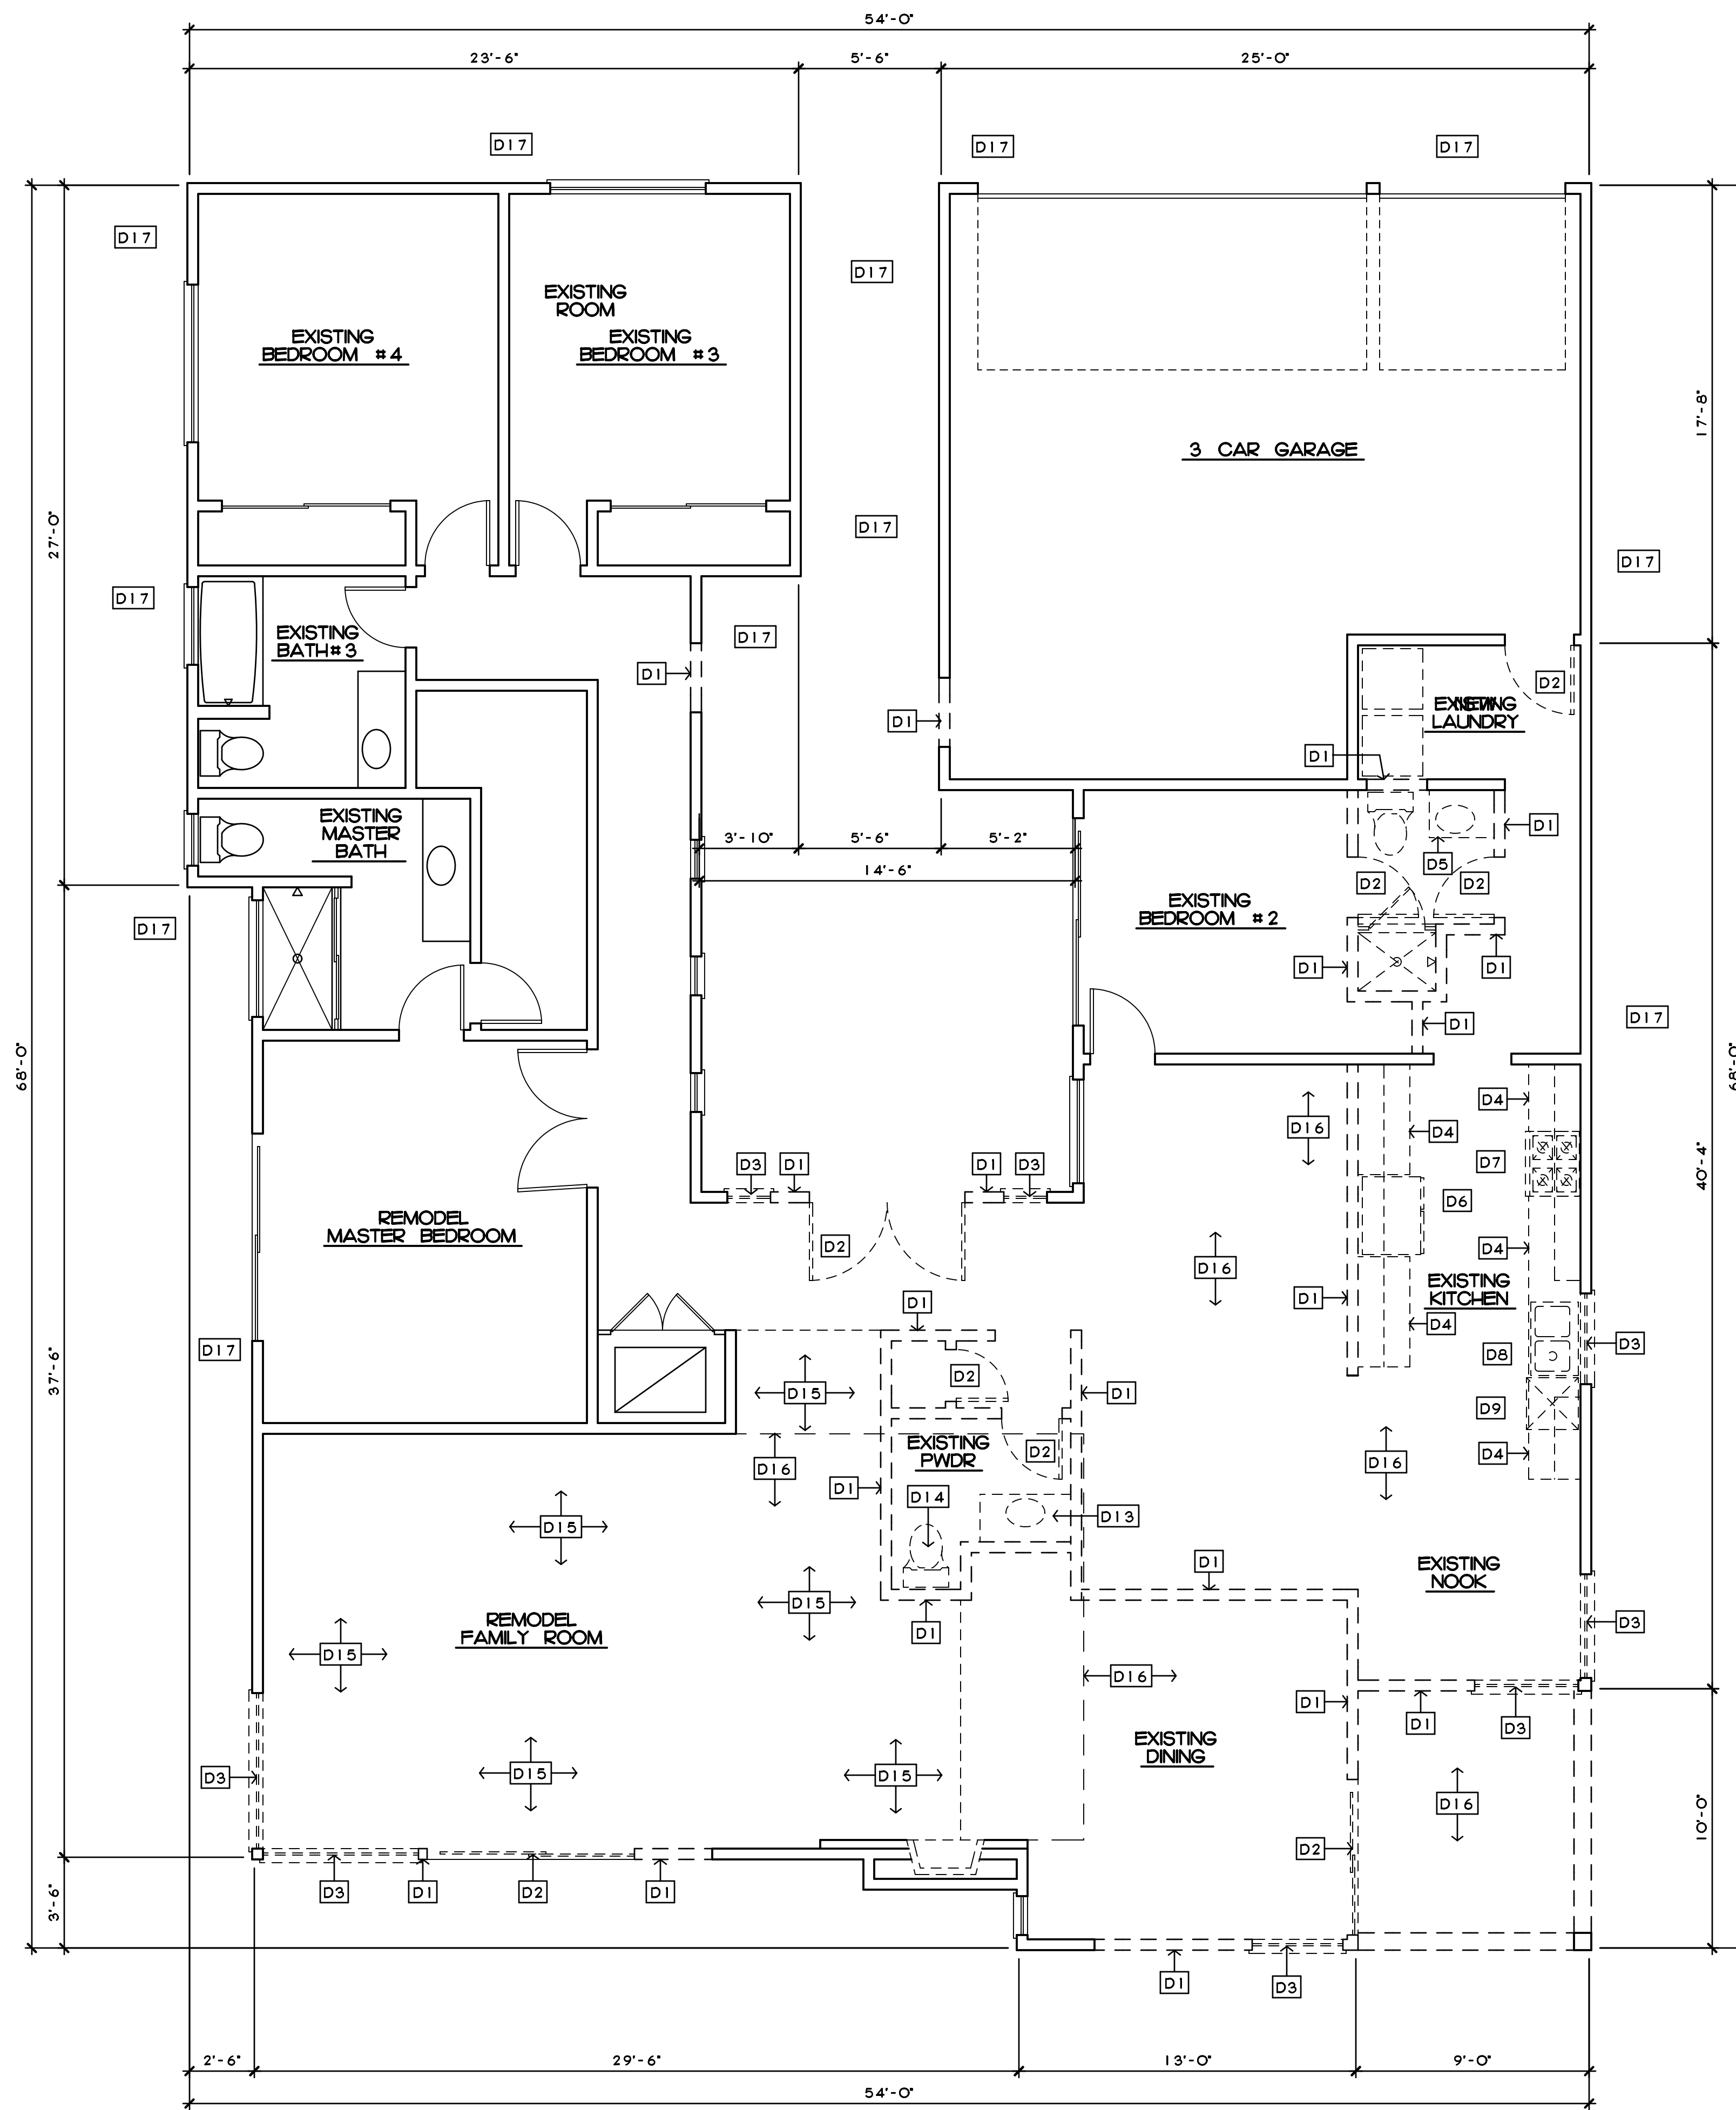 54'-0"
23'-6"
5'-6"
25'-0"
D17
D17
D17
D17
D17
EXISTING
ROOM
EXISTING
BEDROOM #4
EXISTING
BEDROOM #3
3 CAR GARAGE
17'-8"
27'-0"
D17
D17
D17
EXISTING
BATH#3
D17
D1
D1
D2
LAUNDRY
D1
EXISTING
MASTER
BATH
3'-10"
5'-6"
5'-2"
14'-6"
D1
D5
D2
D2
EXISTING
BEDROOM #2
D17
D1
D1
D1
D17
68'-0"
68'-0"
D4
D16
D4
D7
D6
40'-4"
D3
D1
D1
D3
REMODEL
MASTER BEDROOM
D2
D16
D4
EXISTING
KITCHEN
D1
D1
D4
D3
D17
D8
D2
D15
D1
37'-6"
D9
EXISTING
PWDR
D2
D4
D16
D16
D1
D14
D13
D15
D1
EXISTING
NOOK
D15
REMODEL
FAMILY ROOM
D1
D3
D15
D16
D1
D1
D3
EXISTING
DINING
D3
D15
D15
D16
10'-0"
D2
D3
D1
D2
D1
3'-6"
D1
D3
2'-6"
29'-6"
13'-0"
9'-0"
54'-0"